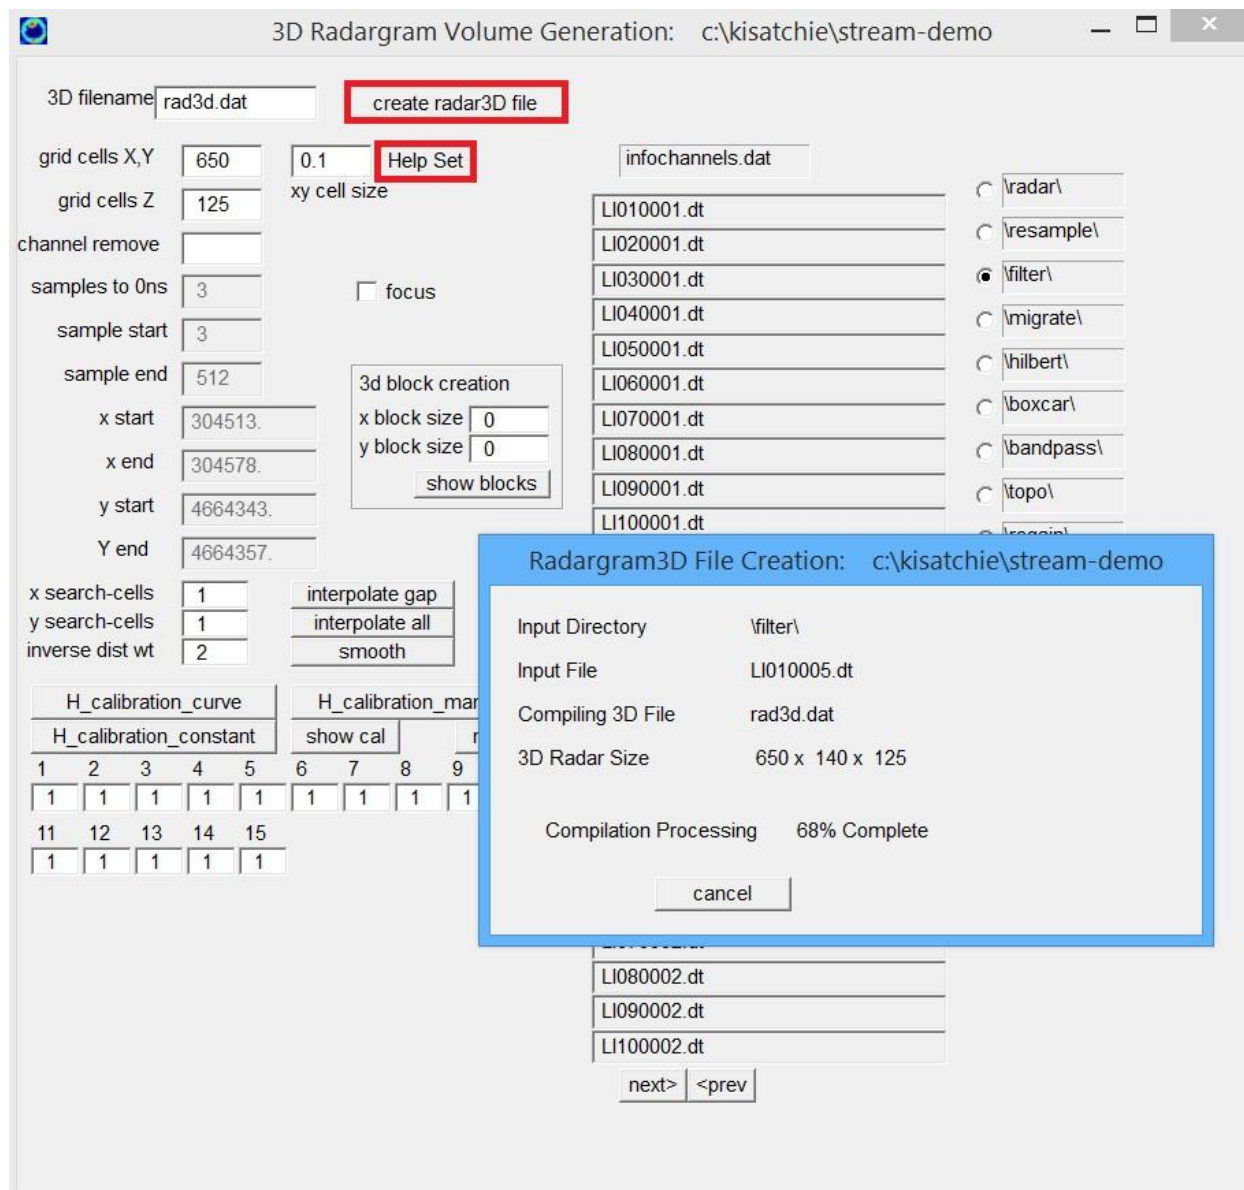 3D Radargram Volume Generation: c:\kisatchie\stream-demo
3D filename rad3d.dat create radar3D file
grid cells X,Y 650 0.1 Help Set infochannels.dat
xy cell size
grid cells Z 125
channel remove
samples to 0ns 3 focus
sample start 3
sample end 512
x start 304513.
x end 304578.
y start 4664343.
Y end 4664357.
3d block creation
x block size 0
y block size 0
show blocks
x search-cells 1 interpolate gap
y search-cells 1 interpolate all
inverse dist wt 2 smooth
H_calibration_curve H_calibration_mar
H_calibration_constant show cal
1 2 3 4 5 6 7 8 9
1 1 1 1 1 1 1 1 1
11 12 13 14 15
1 1 1 1 1
LI010001.dt
LI020001.dt
LI030001.dt
LI040001.dt
LI050001.dt
LI060001.dt
LI070001.dt
LI080001.dt
LI090001.dt
LI100001.dt
\radar\
\resample\
\filter\
\migrate\
\hilbert\
\boxcar\
\bandpass\
\topo\
Radargram3D File Creation: c:\kisatchie\stream-demo
Input Directory \filter\
Input File LI010005.dt
Compiling 3D File rad3d.dat
3D Radar Size 650 x 140 x 125
Compilation Processing 68% Complete
cancel
LI080002.dt
LI090002.dt
LI100002.dt
next> <prev